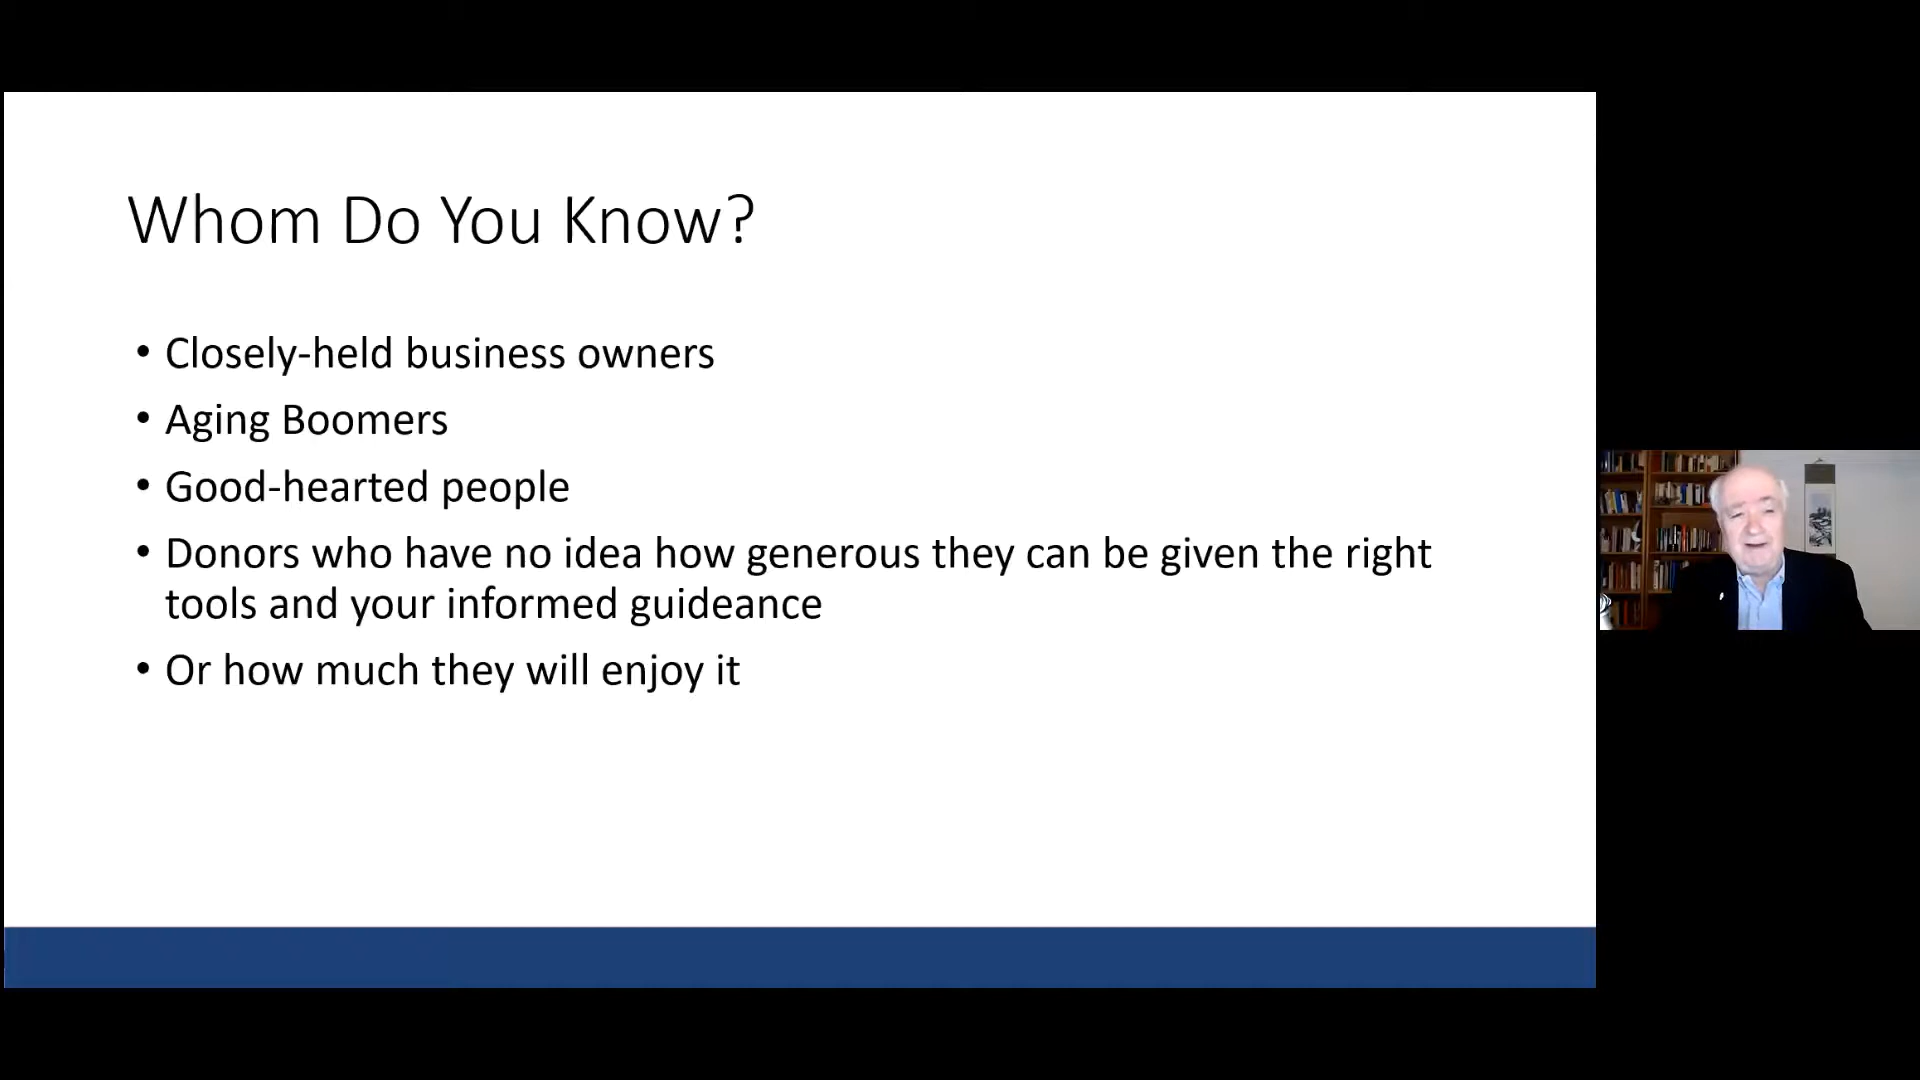 Whom Do You Know?
• Closely-held business owners
• Aging Boomers
• Good-hearted people
• Donors who have no idea how generous they can be given the right
tools and your informed guideance
• Or how much they will enjoy it